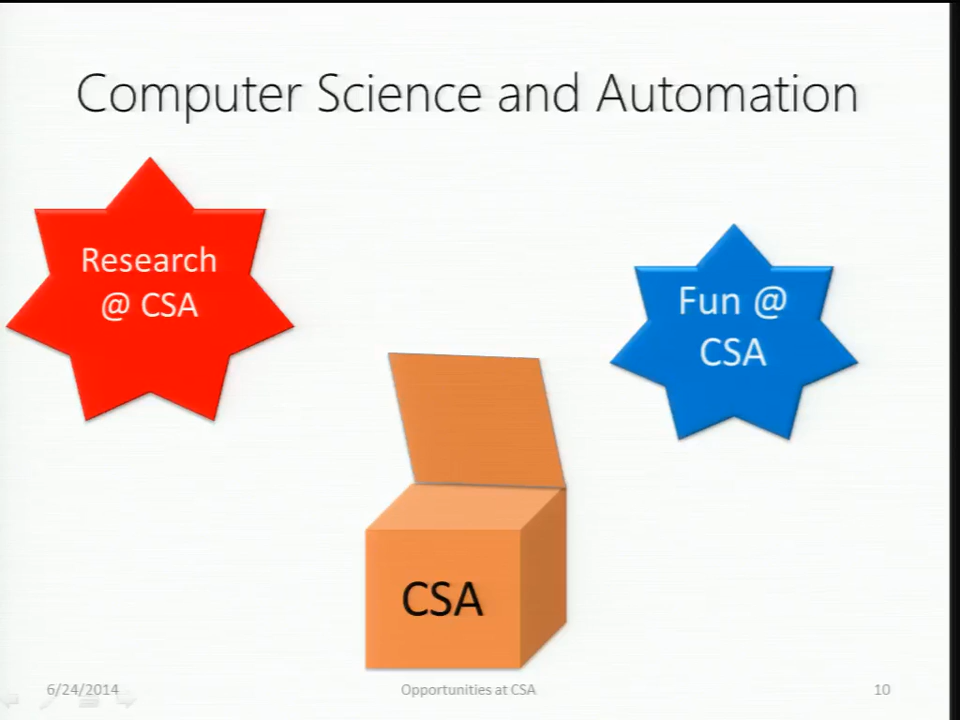 Computer Science and Automation
Research
@ CSA
Fun @
CSA
CSA
6/24/2014
Opportunities at CSA
10